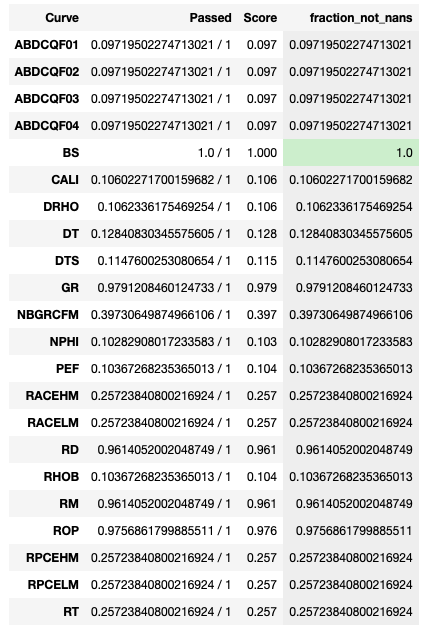 Curve Passed Score fraction_not_nans
ABDCQF01 0.09719502274713021 / 1 0.097 0.09719502274713021
ABDCQF02 0.09719502274713021 / 1 0.097 0.09719502274713021
ABDCQF03 0.09719502274713021 / 1 0.097 0.09719502274713021
ABDCQF04 0.09719502274713021 / 1 0.097 0.09719502274713021
BS 1.0 / 1 1.000 1.0
CALI 0.10602271700159682 / 1 0.106 0.10602271700159682
DRHO 0.1062336175469254 / 1 0.106 0.1062336175469254
DT 0.12840830345575605 / 1 0.128 0.12840830345575605
DTS 0.1147600253080654 / 1 0.115 0.1147600253080654
GR 0.9791208460124733 / 1 0.979 0.9791208460124733
NBGRCFM 0.39730649874966106 / 1 0.397 0.39730649874966106
NPHI 0.10282908017233583 / 1 0.103 0.10282908017233583
PEF 0.10367268235365013 / 1 0.104 0.10367268235365013
RACEHM 0.25723840800216924 / 1 0.257 0.25723840800216924
RACELM 0.25723840800216924 / 1 0.257 0.25723840800216924
RD 0.9614052002048749 / 1 0.961 0.9614052002048749
RHOB 0.10367268235365013 / 1 0.104 0.10367268235365013
RM 0.9614052002048749 / 1 0.961 0.9614052002048749
ROP 0.9756861799885511 / 1 0.976 0.9756861799885511
RPCEHM 0.25723840800216924 / 1 0.257 0.25723840800216924
RPCELM 0.25723840800216924 / 1 0.257 0.25723840800216924
RT 0.25723840800216924 / 1 0.257 0.25723840800216924